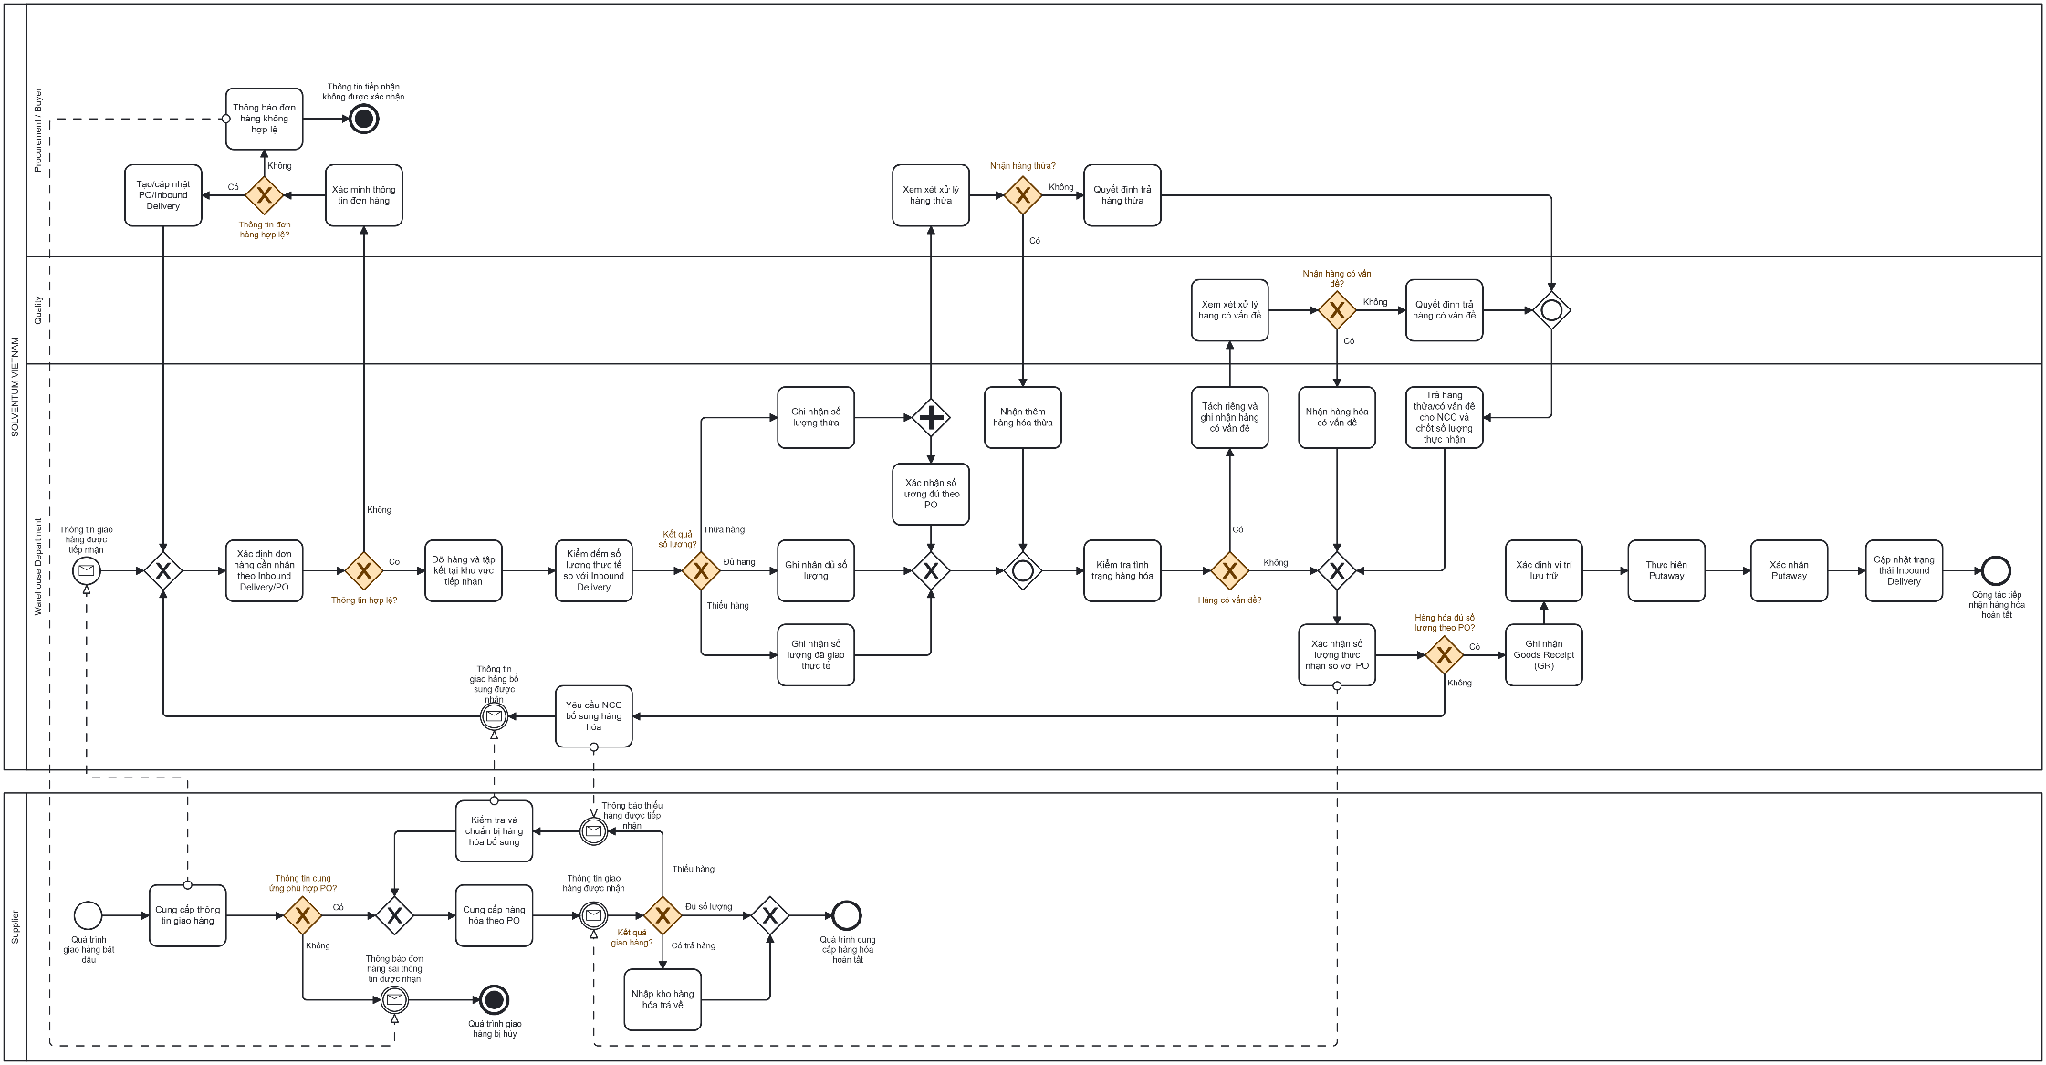 SOLVENTUM VIETNAM
Procurement / Buyer
Thông báo đơn
hàng không
hợp lệ
Thông tin tiếp nhận
không được xác nhận
Không
Tạo/cập nhật
PO/Inbound
Delivery
Có
Thông tin đơn
hàng hợp lệ?
Xác minh thông
tin đơn hàng
Xem xét xử lý
hàng thừa
Nhận hàng thừa?
Không
Quyết định trả
hàng thừa
Có
Quality
Xem xét xử lý
hàng có vấn đề
Nhận hàng có vấn
đề?
Không
Quyết định trả
hàng có vấn đề
Có
Warehouse Department
Thông tin giao
hàng được
tiếp nhận
Xác định đơn
hàng cần nhận
theo Inbound
Delivery/PO
Không
Thông tin hợp lệ?
Có
Dỡ hàng và tập
kết tại khu vực
tiếp nhận
Kiểm đếm số
lượng thực tế
so với Inbound
Delivery
Kết quả
số lượng?
Thừa hàng
Đủ hàng
Thiếu hàng
Ghi nhận số
lượng thừa
Ghi nhận đủ số
lượng
Ghi nhận số
lượng đã giao
thực tế
Xác nhận số
lượng đủ theo
PO
Nhận thêm
hàng hóa thừa
Kiểm tra tình
trạng hàng hóa
Tách riêng và
ghi nhận hàng
có vấn đề
Có
Hàng có vấn đề?
Không
Nhận hàng hóa
có vấn đề
Trả hàng
thừa/có vấn đề
cho NCC và
chốt số lượng
thực nhận
Xác nhận số
lượng thực
nhận so với PO
Hàng hóa đủ số
lượng theo PO?
Có
Không
Ghi nhận
Goods Receipt
(GR)
Xác định vị trí
lưu trữ
Thực hiện
Putaway
Xác nhận
Putaway
Cập nhật trạng
thái Inbound
Delivery
Công tác tiếp
nhận hàng hóa
hoàn tất
Thông tin
giao hàng bổ
sung được
nhận
Yêu cầu NCC
bổ sung hàng
hóa
Supplier
Quá trình
giao hàng bắt
đầu
Cung cấp thông
tin giao hàng
Thông tin cung
ứng phù hợp PO?
Có
Không
Thông báo đơn
hàng sai thông
tin được nhận
Quá trình giao
hàng bị hủy
Kiểm tra và
chuẩn bị hàng
hóa bổ sung
Thông báo thiếu
hàng được tiếp
nhận
Cung cấp hàng
hóa theo PO
Thông tin giao
hàng được nhận
Thiếu hàng
Kết quả
giao hàng?
Đủ số lượng
Có trả hàng
Nhập kho hàng
hóa trả về
Quá trình cung
cấp hàng hóa
hoàn tất